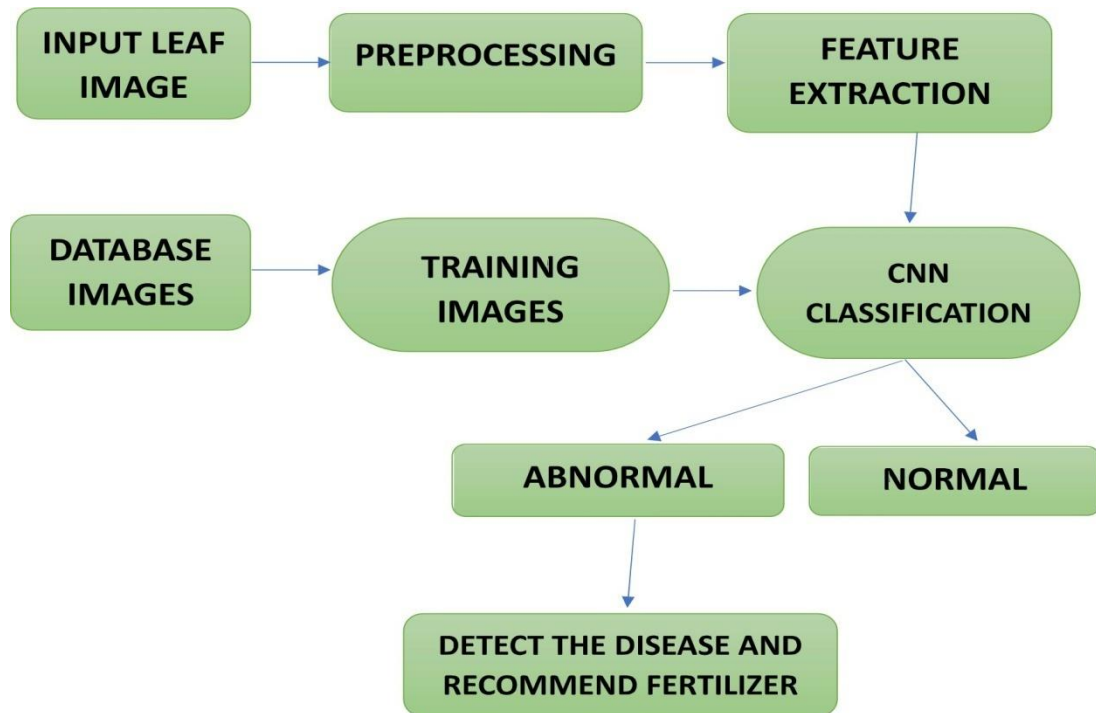 INPUT LEAF
IMAGE
PREPROCESSING
FEATURE
EXTRACTION
DATABASE
IMAGES
TRAINING
IMAGES
CNN
CLASSIFICATION
ABNORMAL
NORMAL
DETECT THE DISEASE AND
RECOMMEND FERTILIZER